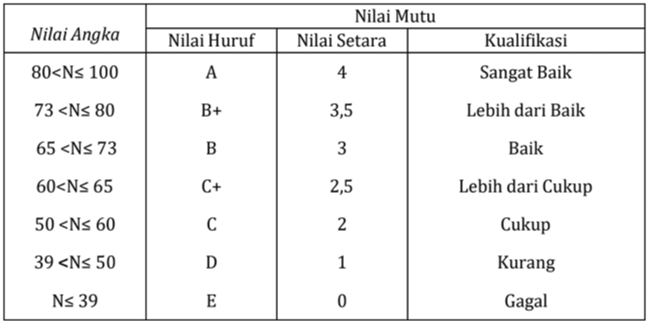 Nilai Angka Nilai Mutu
Nilai Huruf Nilai Setara Kualifikasi
80<N≤ 100 A 4 Sangat Baik
73 <N≤ 80 B+ 3,5 Lebih dari Baik
65 <N≤ 73 B 3 Baik
60<N≤ 65 C+ 2,5 Lebih dari Cukup
50 <N≤ 60 C 2 Cukup
39 <N≤ 50 D 1 Kurang
N≤ 39 E 0 Gagal